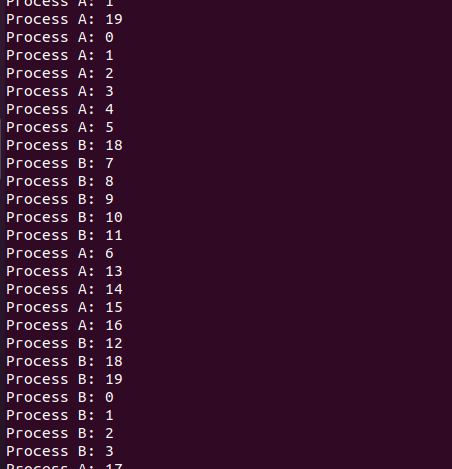 Process A: 1
Process A: 19
Process A: 0
Process A: 1
Process A: 2
Process A: 3
Process A: 4
Process A: 5
Process B: 18
Process B: 7
Process B: 8
Process B: 9
Process B: 10
Process B: 11
Process A: 6
Process A: 13
Process A: 14
Process A: 15
Process A: 16
Process B: 12
Process B: 18
Process B: 19
Process B: 0
Process B: 1
Process B: 2
Process B: 3
Process A: 17